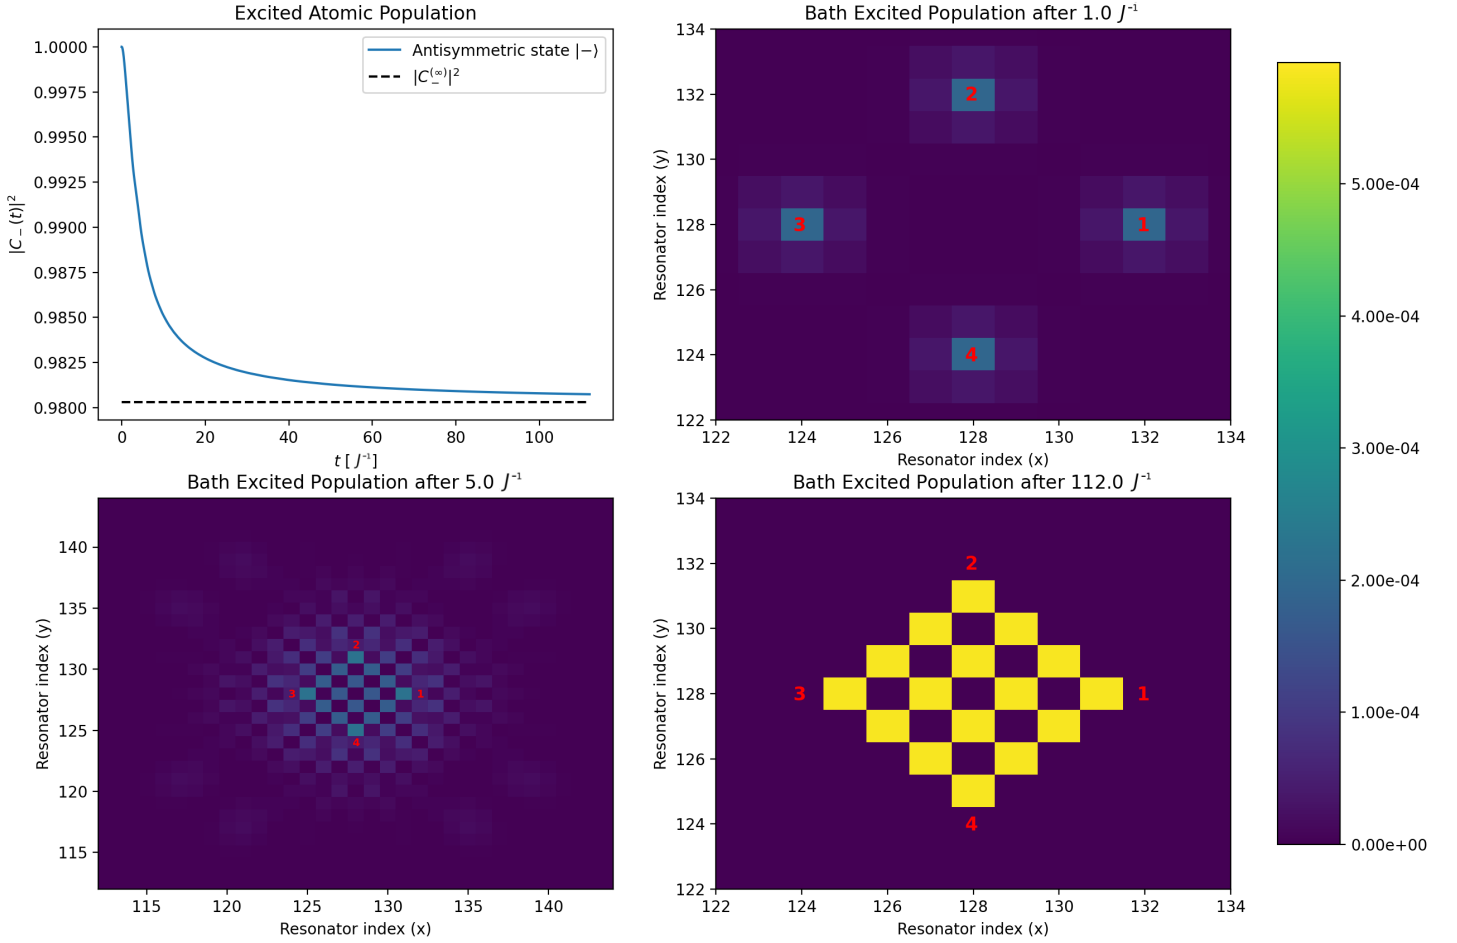 Excited Atomic Population
1.0000
0.9975
0.9950
0.9925
0.9900
0.9875
0.9850
0.9825
0.9800
|C₋(t)|²
Antisymmetric state |−⟩
|C₋^(∞)|²
0 20 40 60 80 100
t [ J⁻¹]
Bath Excited Population after 1.0 J⁻¹
134
132
130
128
126
124
122
Resonator index (y)
2
3 1
4
122 124 126 128 130 132 134
Resonator index (x)
Bath Excited Population after 5.0 J⁻¹
140
135
130
125
120
115
Resonator index (y)
2
3 1
4
115 120 125 130 135 140
Resonator index (x)
Bath Excited Population after 112.0 J⁻¹
134
132
130
128
126
124
122
Resonator index (y)
2
3 1
4
122 124 126 128 130 132 134
Resonator index (x)
5.00e-04
4.00e-04
3.00e-04
2.00e-04
1.00e-04
0.00e+00